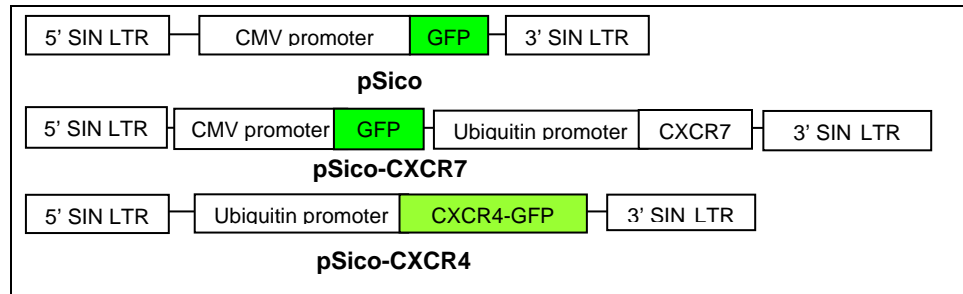 5' SIN LTR CMV promoter GFP 3' SIN LTR
pSico
5' SIN LTR CMV promoter GFP Ubiquitin promoter CXCR7 3' SIN LTR
pSico-CXCR7
5' SIN LTR Ubiquitin promoter CXCR4-GFP 3' SIN LTR
pSico-CXCR4